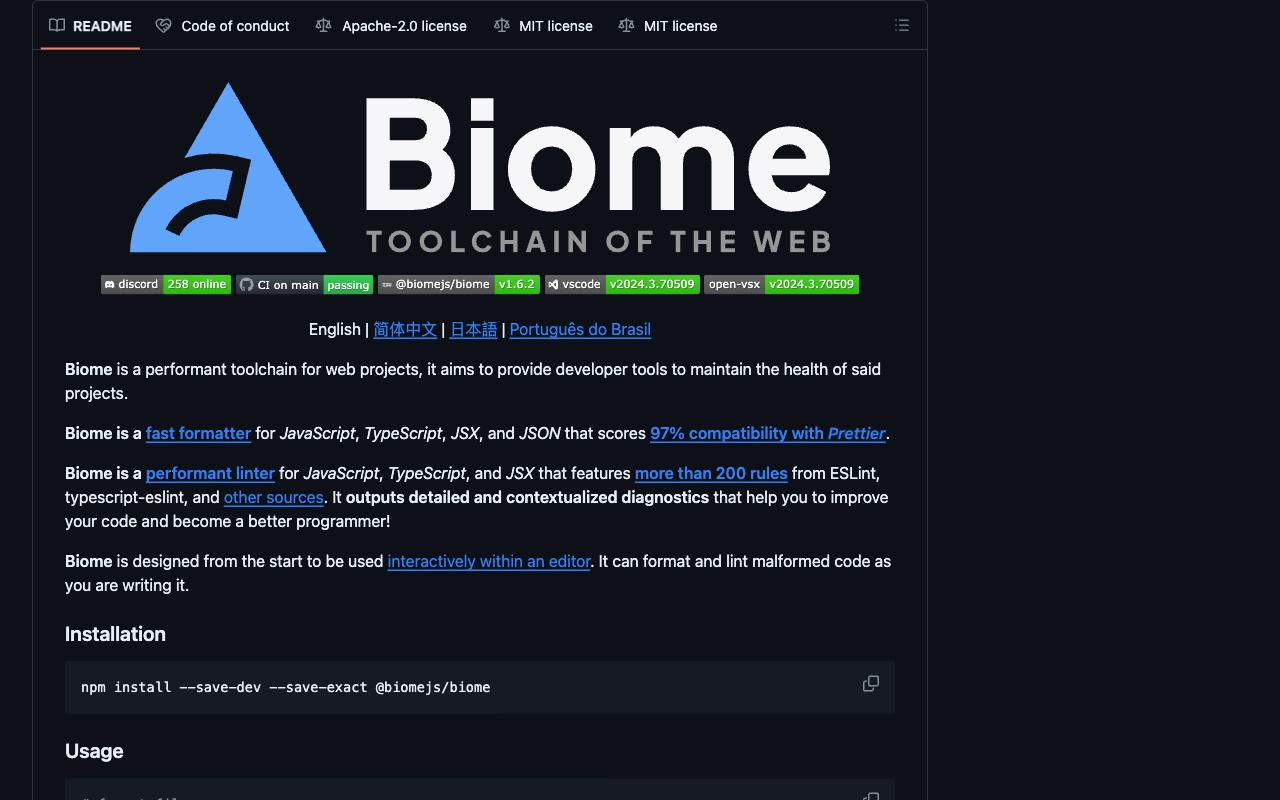 README Code of conduct Apache-2.0 license MIT license MIT license
Biome
TOOLCHAIN OF THE WEB
discord 258 online CI on main passing @biomejs/biome v1.6.2 vscode v2024.3.70509 open-vsx v2024.3.70509
English | 简体中文 | 日本語 | Português do Brasil
Biome is a performant toolchain for web projects, it aims to provide developer tools to maintain the health of said
projects.
Biome is a fast formatter for JavaScript, TypeScript, JSX, and JSON that scores 97% compatibility with Prettier.
Biome is a performant linter for JavaScript, TypeScript, and JSX that features more than 200 rules from ESLint,
typescript-eslint, and other sources. It outputs detailed and contextualized diagnostics that help you to improve
your code and become a better programmer!
Biome is designed from the start to be used interactively within an editor. It can format and lint malformed code as
you are writing it.
Installation
npm install --save-dev --save-exact @biomejs/biome
Usage